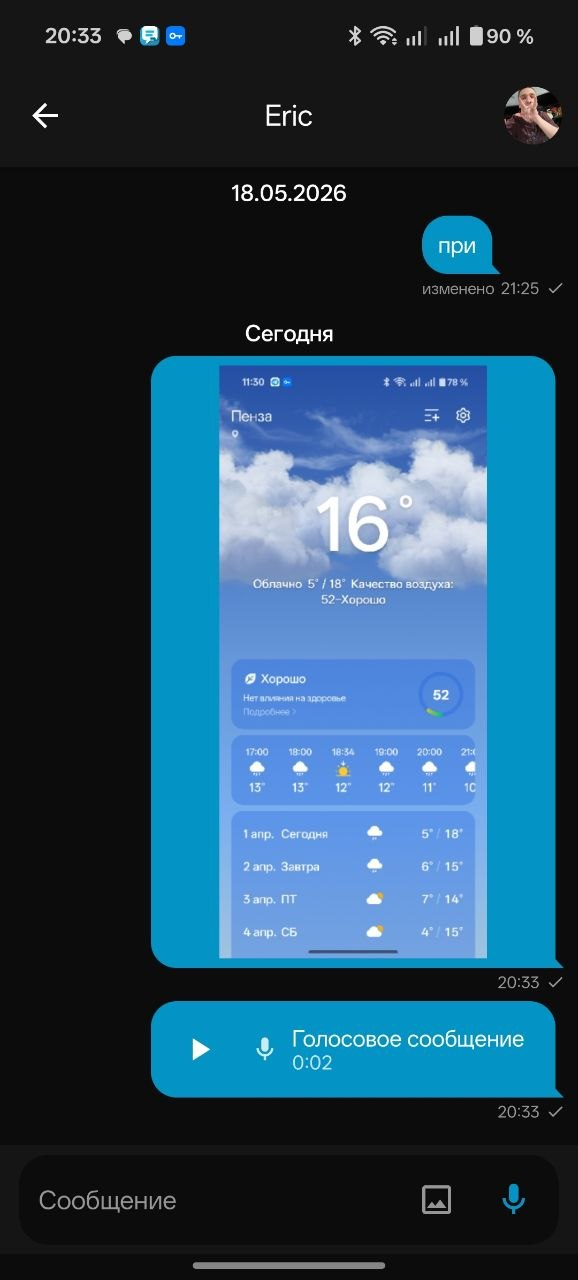 20:33
90 %
Eric
18.05.2026
при
изменено 21:25
Сегодня
11:30
78 %
Пенза
16°
Облачно 5° / 18° Качество воздуха:
52–Хорошо
Хорошо
Нет влияния на здоровье
Подробнее >
52
17:00 18:00 18:34 19:00 20:00 21:0
13° 13° 12° 12° 11° 10
1 апр. Сегодня 5° / 18°
2 апр. Завтра 6° / 15°
3 апр. ПТ 7° / 14°
4 апр. СБ 4° / 15°
20:33
Голосовое сообщение
0:02
20:33
Сообщение